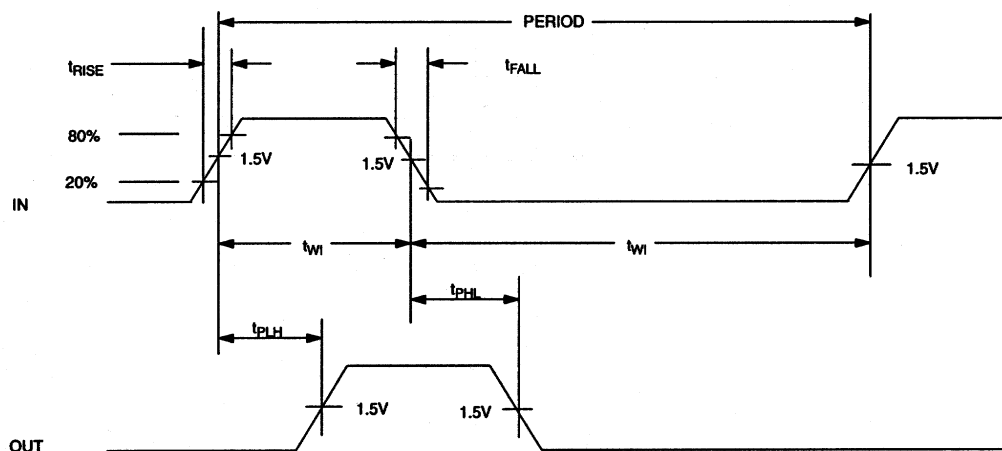 PERIOD
tRISE
tFALL
80%
1.5V
1.5V
1.5V
20%
IN
tWI
tWI
tPHL
tPLH
1.5V
1.5V
OUT